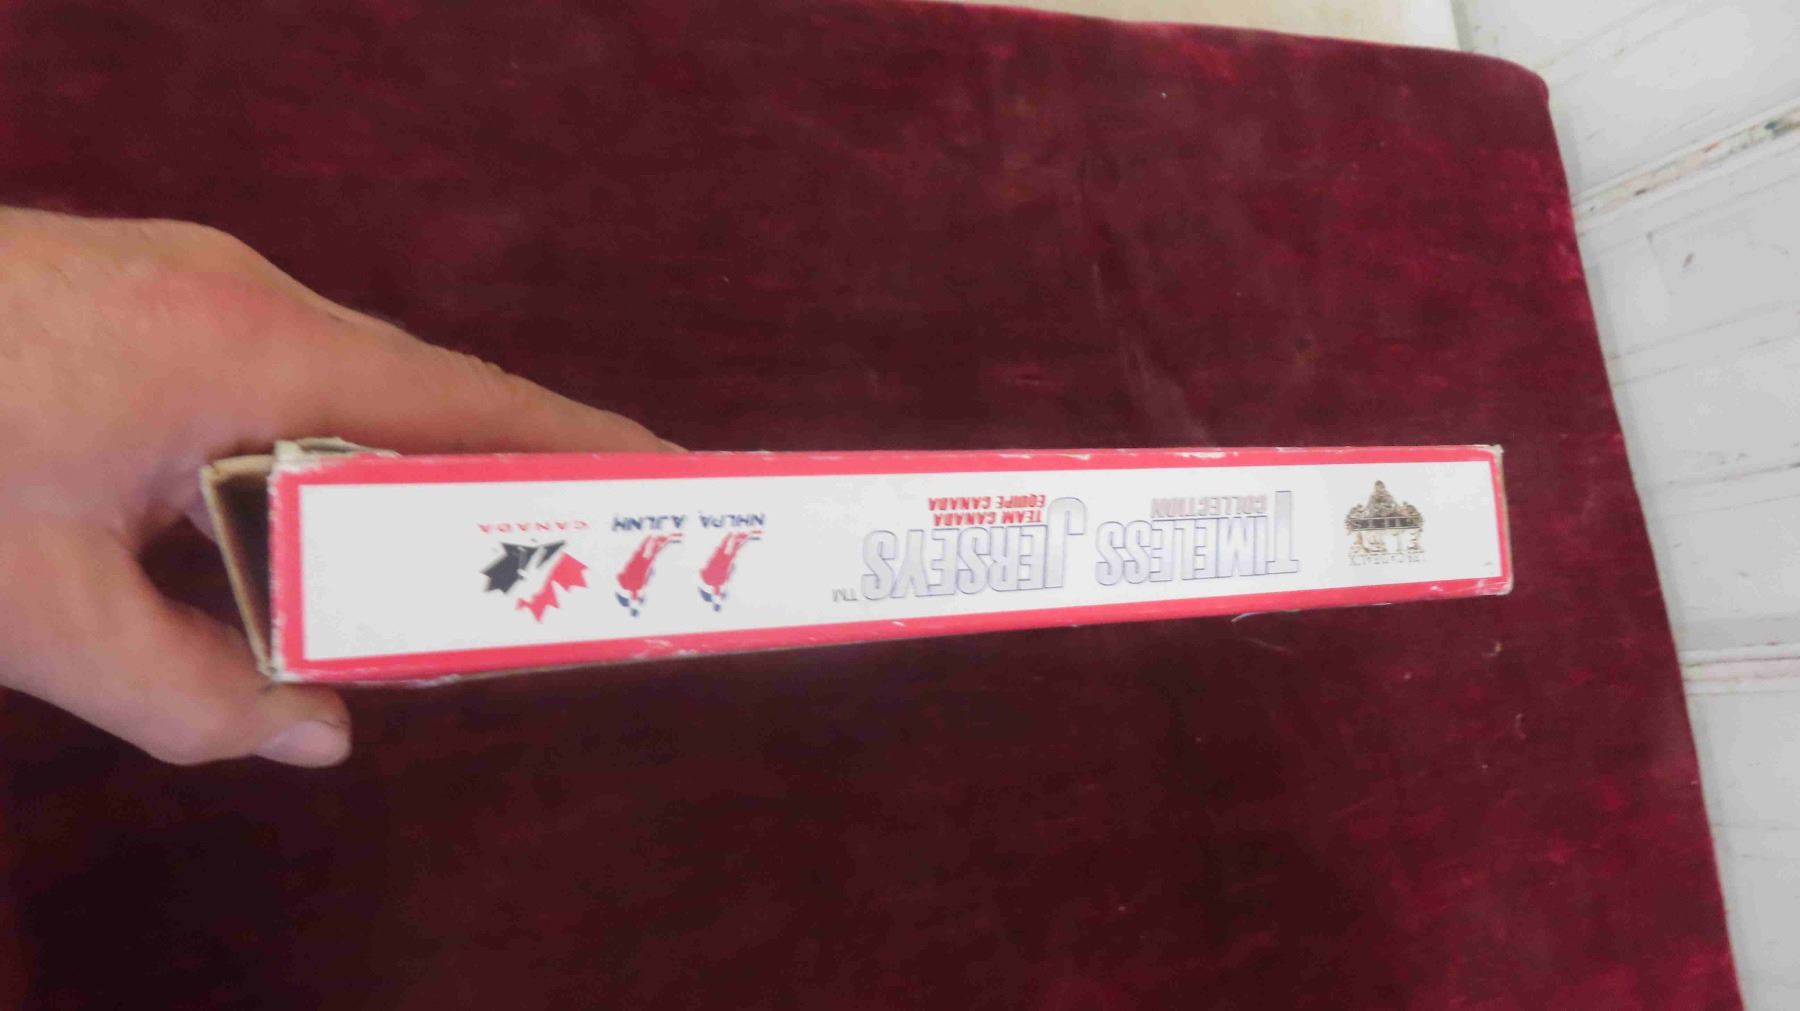 TIMELESS JERSEYS™
COLLECTION
TEAM CANADA
EQUIPE CANADA
NHLPA
AJLNH
CANADA